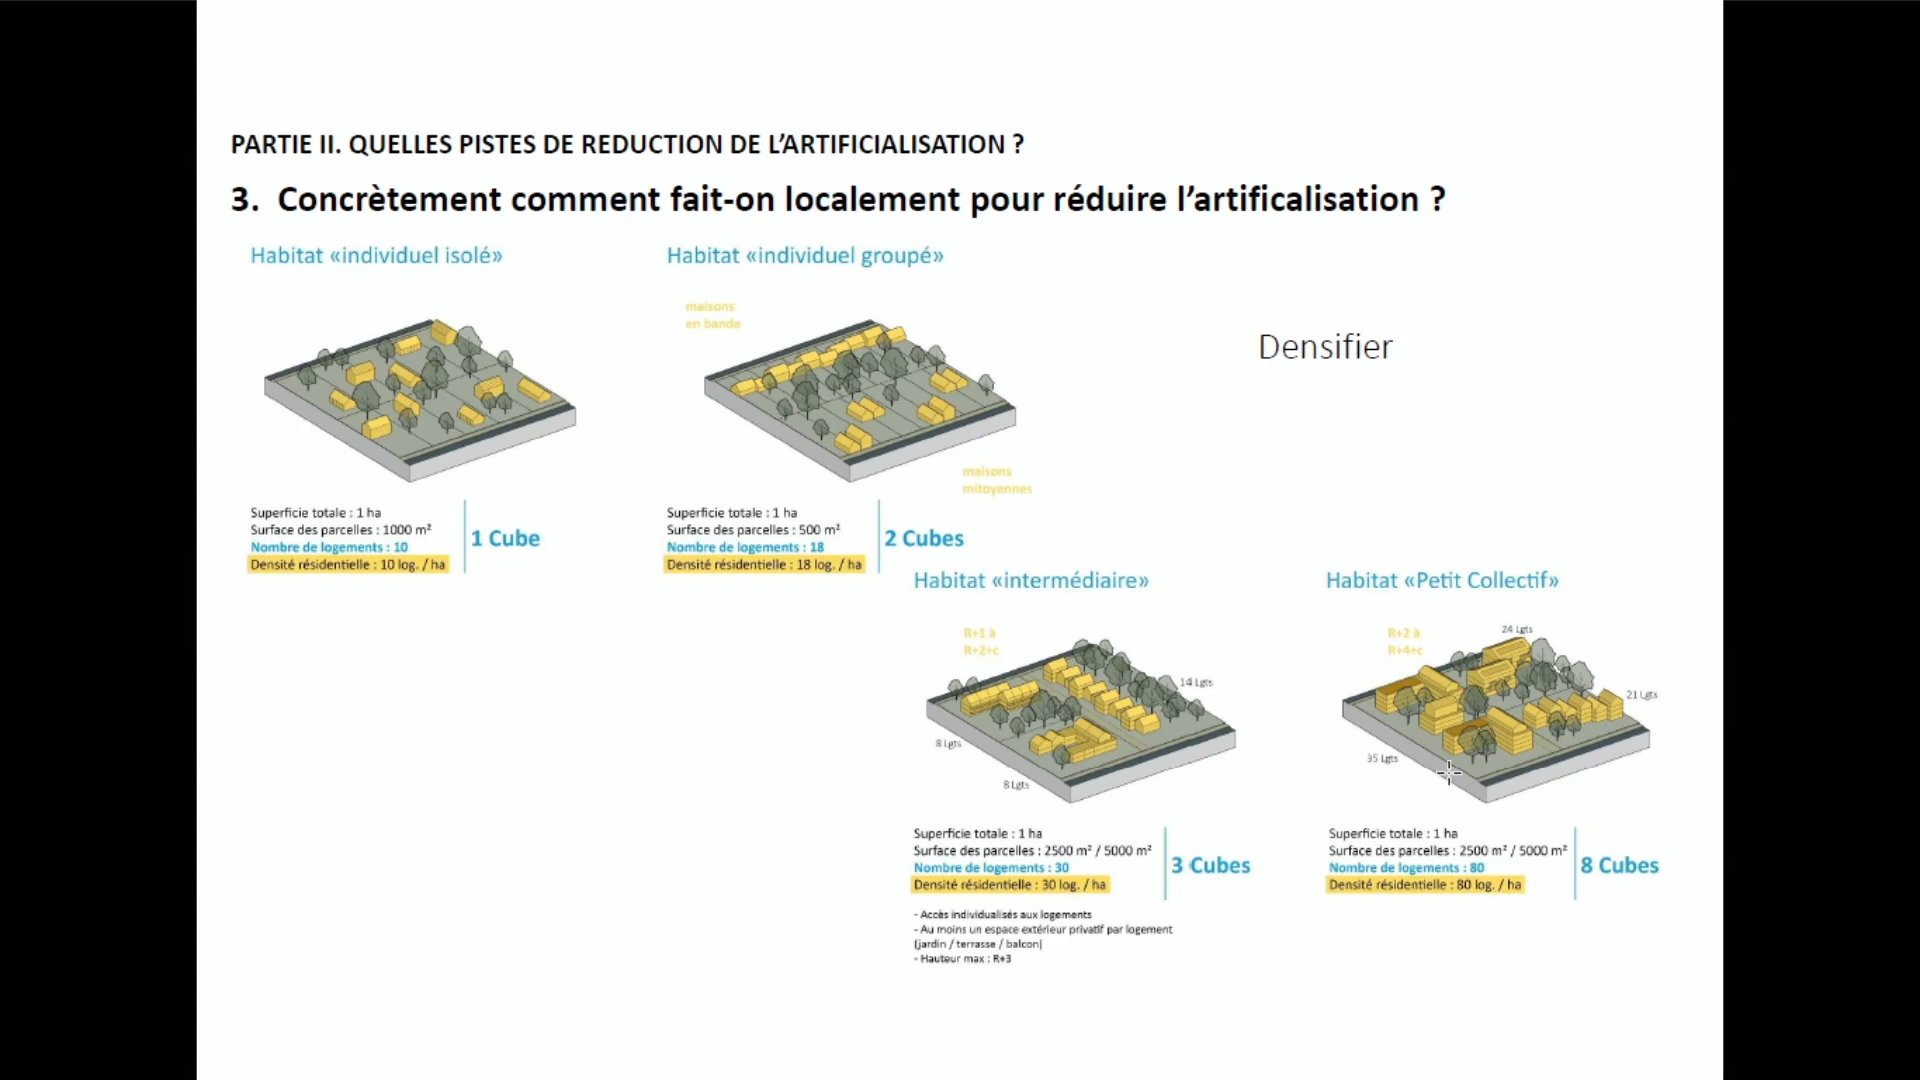 PARTIE II. QUELLES PISTES DE REDUCTION DE L’ARTIFICIALISATION ?
3. Concrètement comment fait-on localement pour réduire l’artificalisation ?
Habitat «individuel isolé»
Habitat «individuel groupé»
maisons
en bande
Densifier
maisons
mitoyennes
Superficie totale : 1 ha
Surface des parcelles : 1000 m²
Nombre de logements : 10
Densité résidentielle : 10 log. / ha
1 Cube
Superficie totale : 1 ha
Surface des parcelles : 500 m²
Nombre de logements : 18
Densité résidentielle : 18 log. / ha
2 Cubes
Habitat «intermédiaire»
Habitat «Petit Collectif»
R+1 à
R+2+c
14 Lgts
8 Lgts
8 Lgts
R+2 à
R+4+c
24 Lgts
21 Lgts
35 Lgts
Superficie totale : 1 ha
Surface des parcelles : 2500 m² / 5000 m²
Nombre de logements : 30
Densité résidentielle : 30 log. / ha
3 Cubes
- Accès individualisés aux logements
- Au moins un espace extérieur privatif par logement
(jardin / terrasse / balcon)
- Hauteur max : R+3
Superficie totale : 1 ha
Surface des parcelles : 2500 m² / 5000 m²
Nombre de logements : 80
Densité résidentielle : 80 log. / ha
8 Cubes